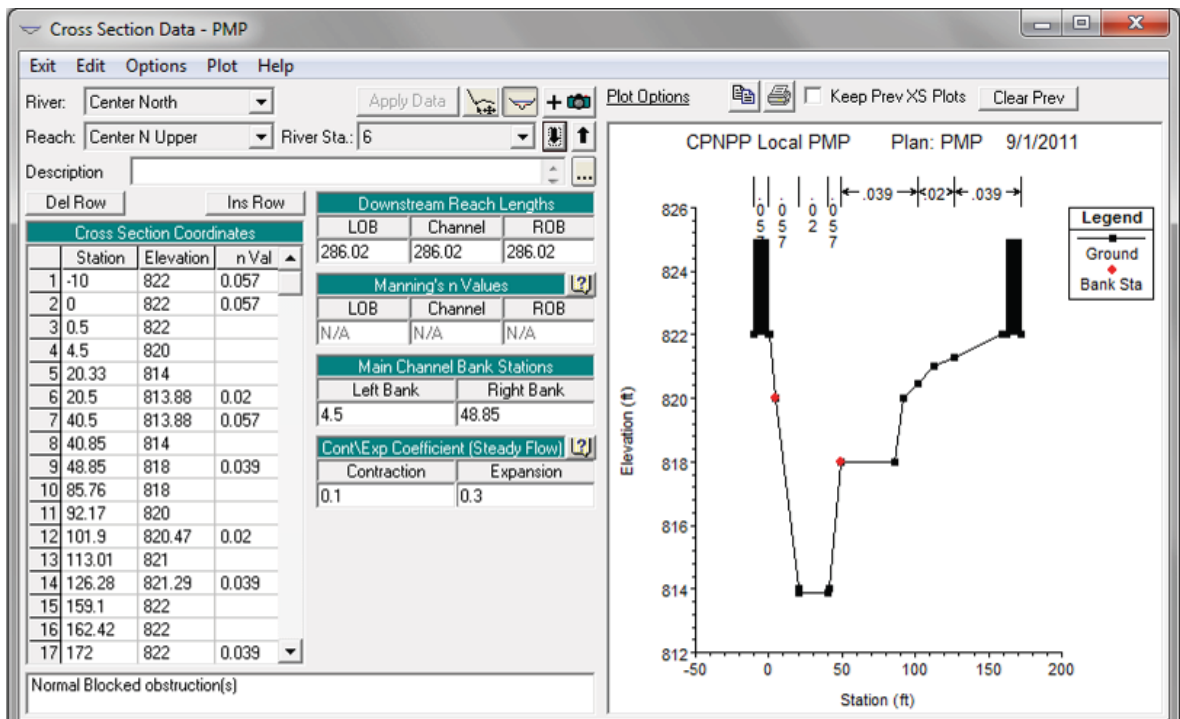 Cross Section Data - PMP
Exit Edit Options Plot Help
River: Center North Apply Data
Reach: Center N Upper River Sta.: 6
Description ...
Del Row Ins Row
Cross Section Coordinates
Station Elevation n Val
1 -10 822 0.057
2 0 822 0.057
3 0.5 822
4 4.5 820
5 20.33 814
6 20.5 813.88 0.02
7 40.5 813.88 0.057
8 40.85 814
9 48.85 818 0.039
10 85.76 818
11 92.17 820
12 101.9 820.47 0.02
13 113.01 821
14 126.28 821.29 0.039
15 159.1 822
16 162.42 822
17 172 822 0.039
Downstream Reach Lengths
LOB Channel ROB
286.02 286.02 286.02
Manning's n Values
LOB Channel ROB
N/A N/A N/A
Main Channel Bank Stations
Left Bank Right Bank
4.5 48.85
Cont\Exp Coefficient (Steady Flow)
Contraction Expansion
0.1 0.3
Normal Blocked obstruction(s)
Plot Options Keep Prev XS Plots Clear Prev
CPNPP Local PMP Plan: PMP 9/1/2011
.057 .057 .02 .057 .039 .02 .039
Legend
Ground
Bank Sta
Elevation (ft)
826
824
822
820
818
816
814
812
-50 0 50 100 150 200
Station (ft)